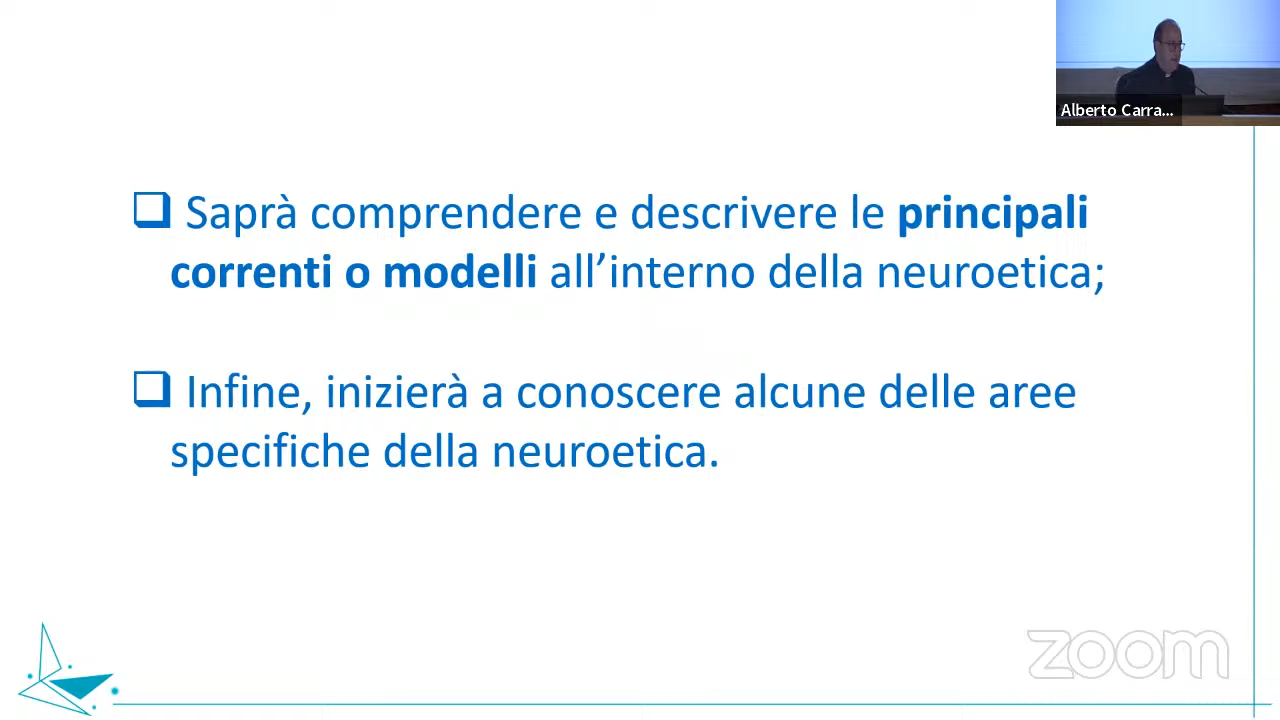 Alberto Carra...
Saprà comprendere e descrivere le principali
correnti o modelli all’interno della neuroetica;
Infine, inizierà a conoscere alcune delle aree
specifiche della neuroetica.
zoom